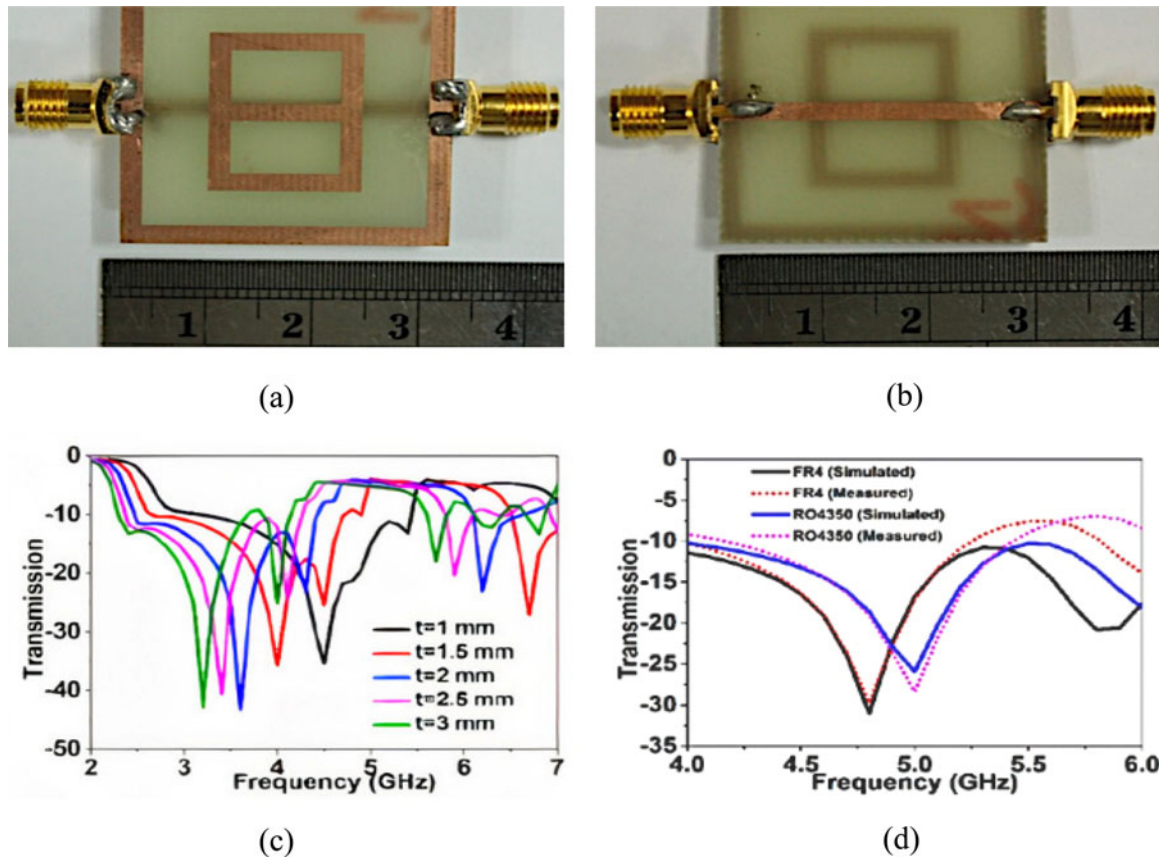 1 2 3 4
1 2 3 4
(a)
(b)
0
-10
-20
-30
-40
-50
Transmission
t=1 mm
t=1.5 mm
t=2 mm
t=2.5 mm
t=3 mm
2 3 4 5 6 7
Frequency (GHz)
(c)
0
-5
-10
-15
-20
-25
-30
-35
Transmission
FR4 (Simulated)
FR4 (Measured)
RO4350 (Simulated)
RO4350 (Measured)
4.0 4.5 5.0 5.5 6.0
Frequency (GHz)
(d)